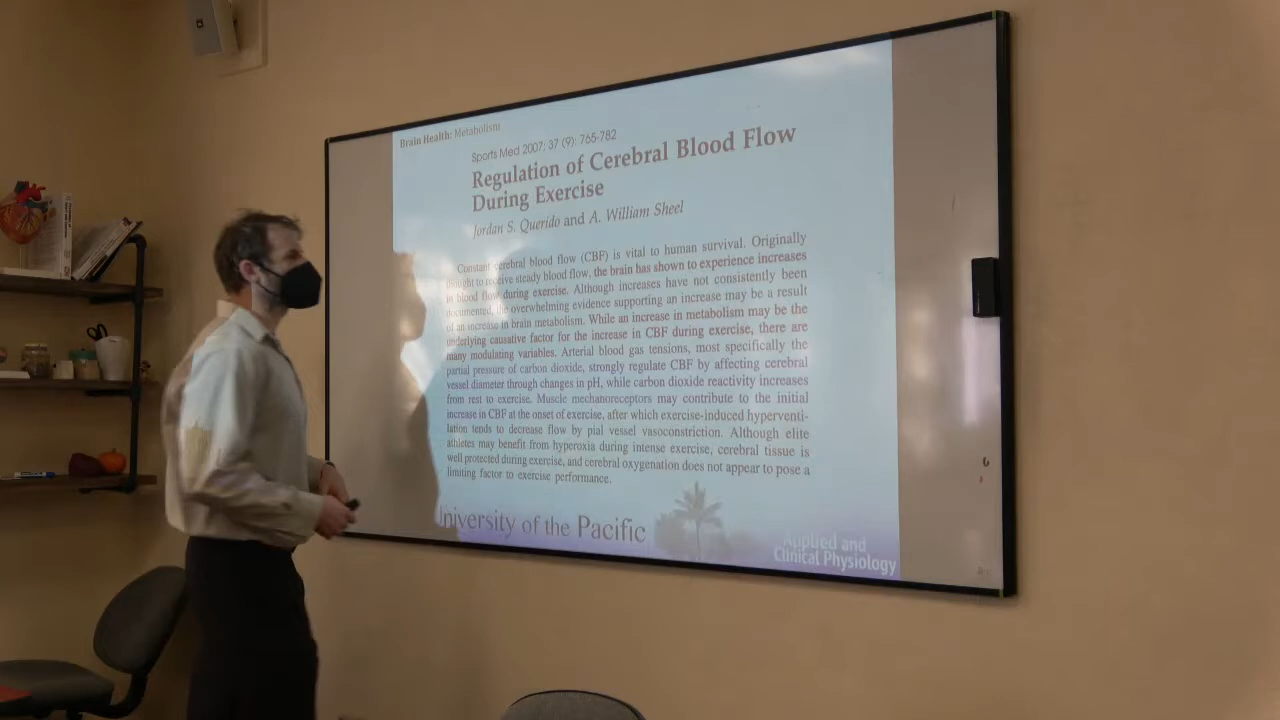 Brain Health: Metabolism
Sports Med 2007; 37 (9): 765-782
Regulation of Cerebral Blood Flow
During Exercise
Jordan S. Querido and A. William Sheel
Constant cerebral blood flow (CBF) is vital to human survival. Originally
thought to receive steady blood flow, the brain has shown to experience increases
in blood flow during exercise. Although increases have not consistently been
documented, the overwhelming evidence supporting an increase may be a result
of an increase in brain metabolism. While an increase in metabolism may be the
underlying causative factor for the increase in CBF during exercise, there are
many modulating variables. Arterial blood gas tensions, most specifically the
partial pressure of carbon dioxide, strongly regulate CBF by affecting cerebral
vessel diameter through changes in pH, while carbon dioxide reactivity increases
from rest to exercise. Muscle mechanoreceptors may contribute to the initial
increase in CBF at the onset of exercise, after which exercise-induced hyperventi-
lation tends to decrease flow by pial vessel vasoconstriction. Although elite
athletes may benefit from hyperoxia during intense exercise, cerebral tissue is
well protected during exercise, and cerebral oxygenation does not appear to pose a
limiting factor to exercise performance.
University of the Pacific
Applied and
Clinical Physiology